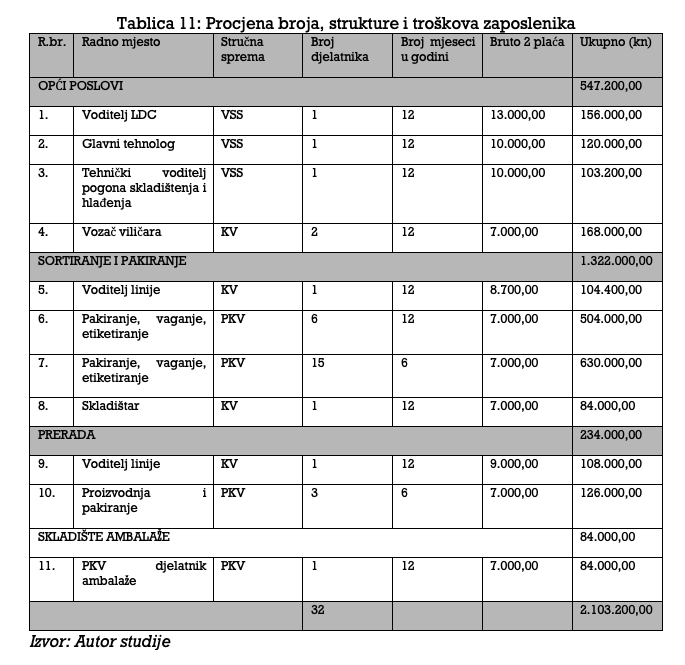 Tablica 11: Procjena broja, strukture i troškova zaposlenika
R.br. Radno mjesto Stručna Broj Broj mjeseci Bruto 2 plaća Ukupno (kn)
sprema djelatnika u godini
OPĆI POSLOVI 547.200,00
1. Voditelj LDC VSS 1 12 13.000,00 156.000,00
2. Glavni tehnolog VSS 1 12 10.000,00 120.000,00
3. Tehnički voditelj VSS 1 12 10.000,00 103.200,00
pogona skladištenja i
hlađenja
4. Vozač viličara KV 2 12 7.000,00 168.000,00
SORTIRANJE I PAKIRANJE 1.322.000,00
5. Voditelj linije KV 1 12 8.700,00 104.400,00
6. Pakiranje, vaganje, PKV 6 12 7.000,00 504.000,00
etiketiranje
7. Pakiranje, vaganje, PKV 15 6 7.000,00 630.000,00
etiketiranje
8. Skladištar KV 1 12 7.000,00 84.000,00
PRERADA 234.000,00
9. Voditelj linije KV 1 12 9.000,00 108.000,00
10. Proizvodnja i PKV 3 6 7.000,00 126.000,00
pakiranje
SKLADIŠTE AMBALAŽE 84.000,00
11. PKV djelatnik PKV 1 12 7.000,00 84.000,00
ambalaže
32 2.103.200,00
Izvor: Autor studije